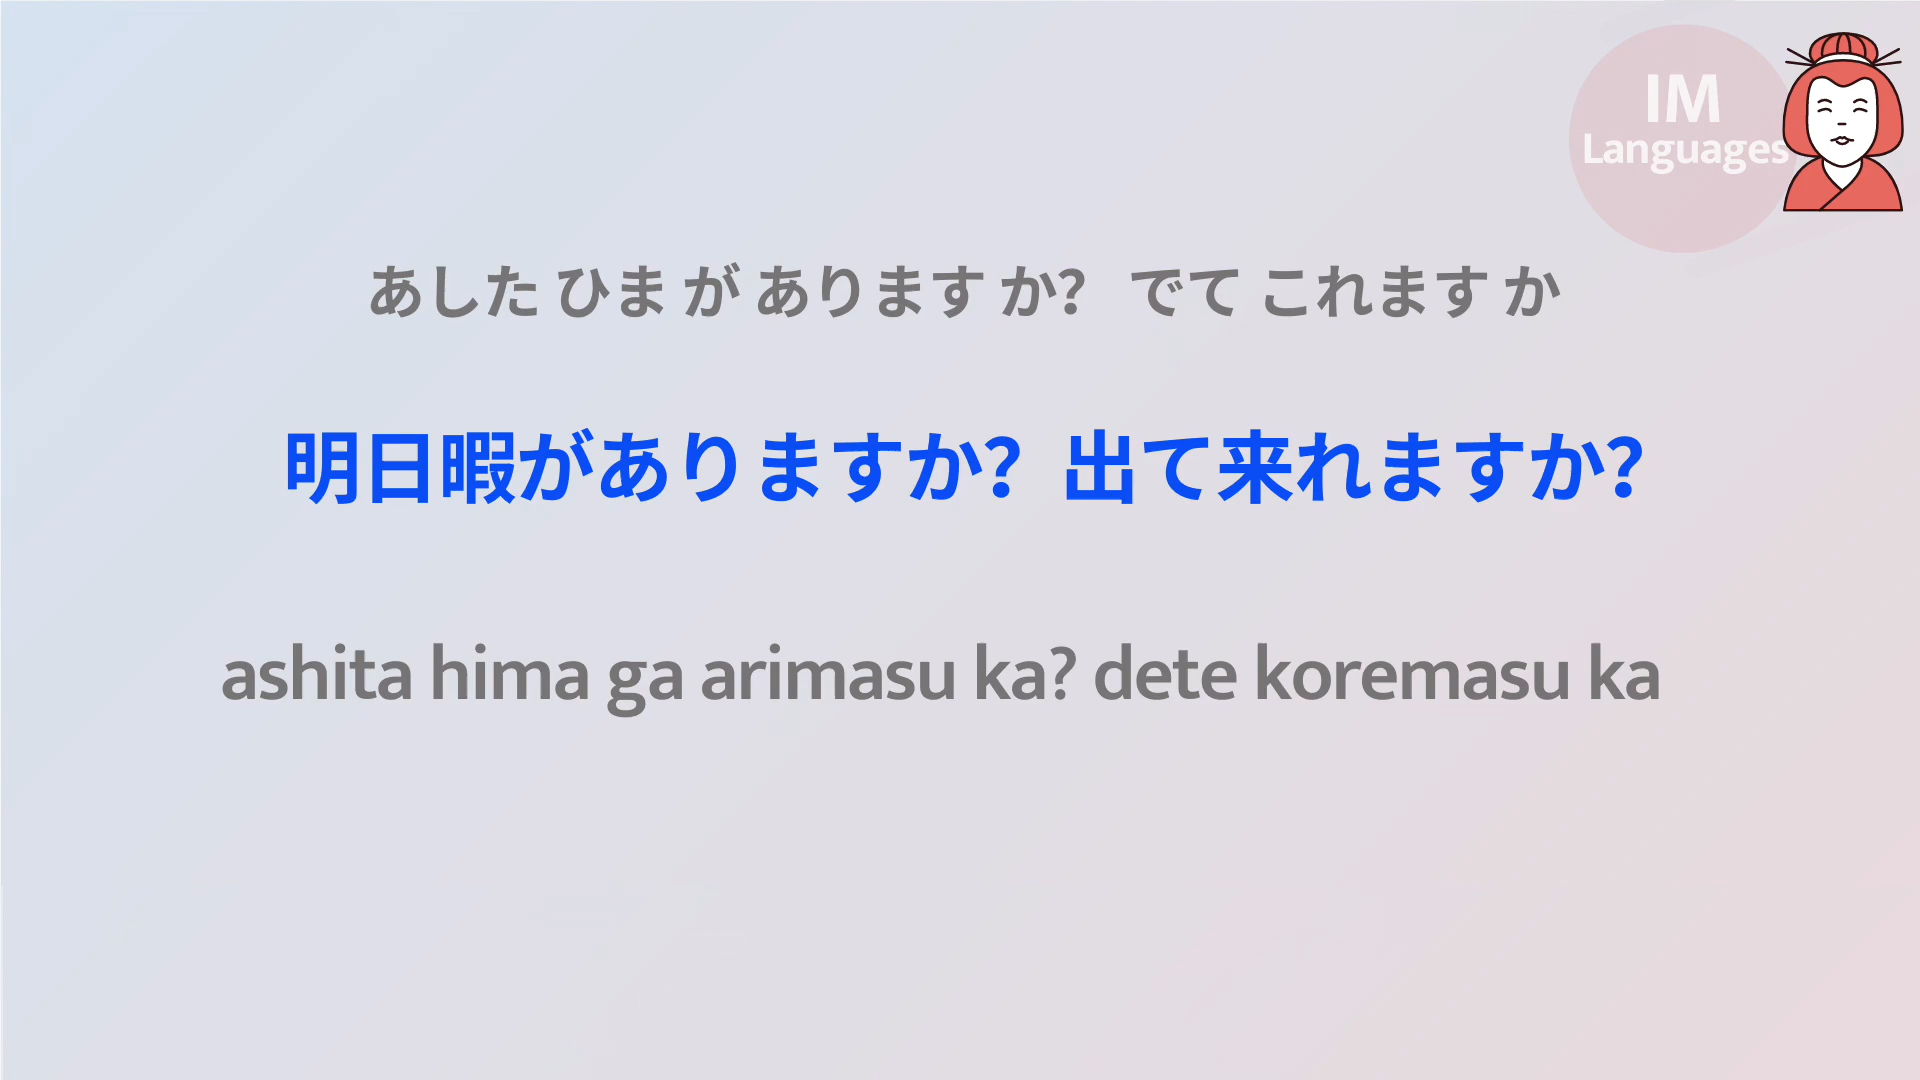 IM
Languages
あした ひま が あります か? でて これます か
明日暇がありますか? 出て来れますか?
ashita hima ga arimasu ka? dete koremasu ka